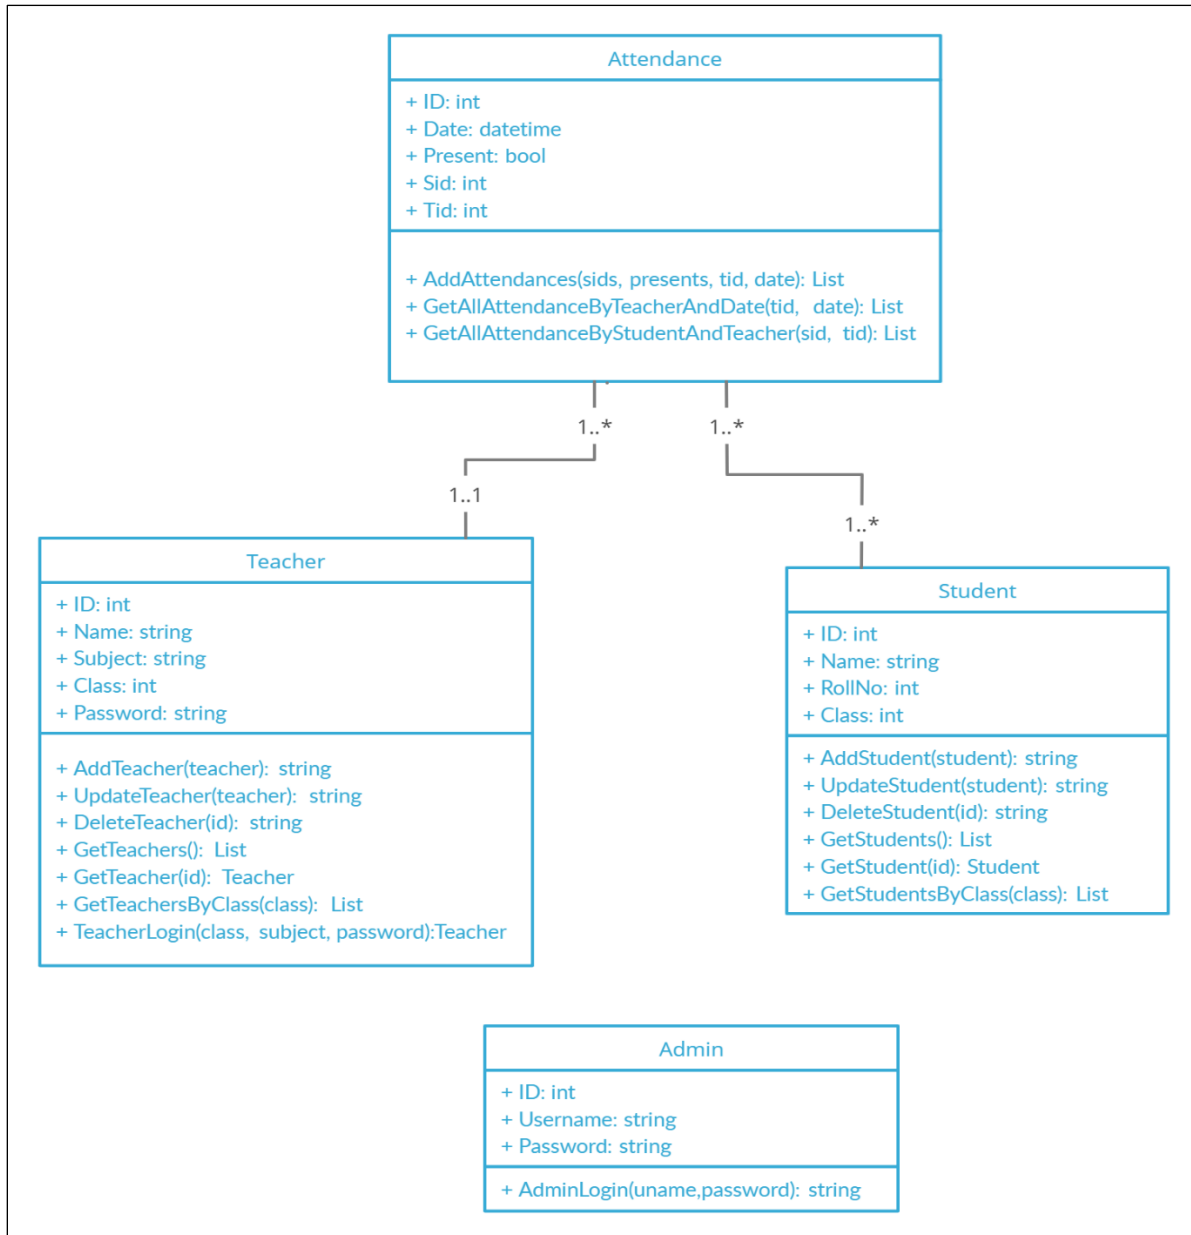 Attendance
+ ID: int
+ Date: datetime
+ Present: bool
+ Sid: int
+ Tid: int
+ AddAttendances(sids, presents, tid, date): List
+ GetAllAttendanceByTeacherAndDate(tid, date): List
+ GetAllAttendanceByStudentAndTeacher(sid, tid): List
1..*
1..*
1..1
1..*
Teacher
+ ID: int
+ Name: string
+ Subject: string
+ Class: int
+ Password: string
+ AddTeacher(teacher): string
+ UpdateTeacher(teacher): string
+ DeleteTeacher(id): string
+ GetTeachers(): List
+ GetTeacher(id): Teacher
+ GetTeachersByClass(class): List
+ TeacherLogin(class, subject, password):Teacher
Student
+ ID: int
+ Name: string
+ RollNo: int
+ Class: int
+ AddStudent(student): string
+ UpdateStudent(student): string
+ DeleteStudent(id): string
+ GetStudents(): List
+ GetStudent(id): Student
+ GetStudentsByClass(class): List
Admin
+ ID: int
+ Username: string
+ Password: string
+ AdminLogin(uname,password): string